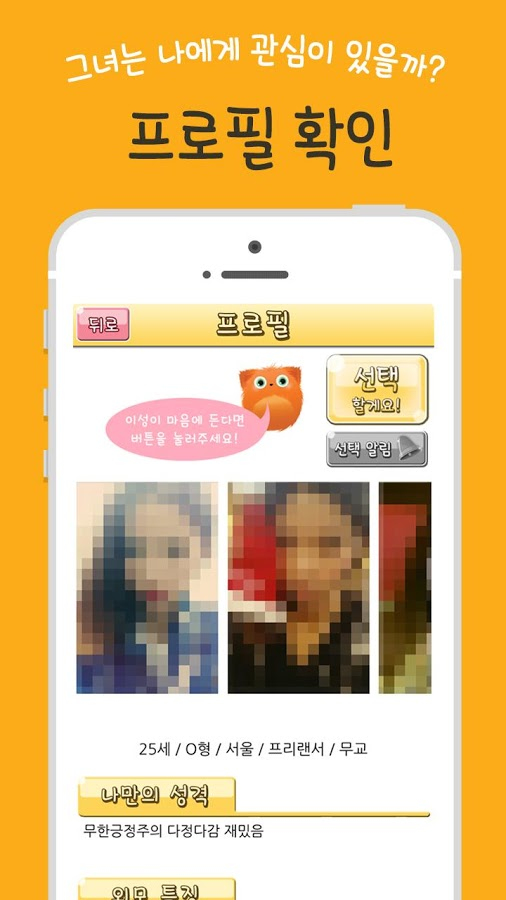 그녀는 나에게 관심이 있을까?
프로필 확인
뒤로
프로필
선택
할게요!
이성이 마음에 든다면
버튼을 눌러주세요!
선택 알림
25세 / O형 / 서울 / 프리랜서 / 무교
나만의 성격
무한긍정주의 다정다감 재밌음
외모 특징